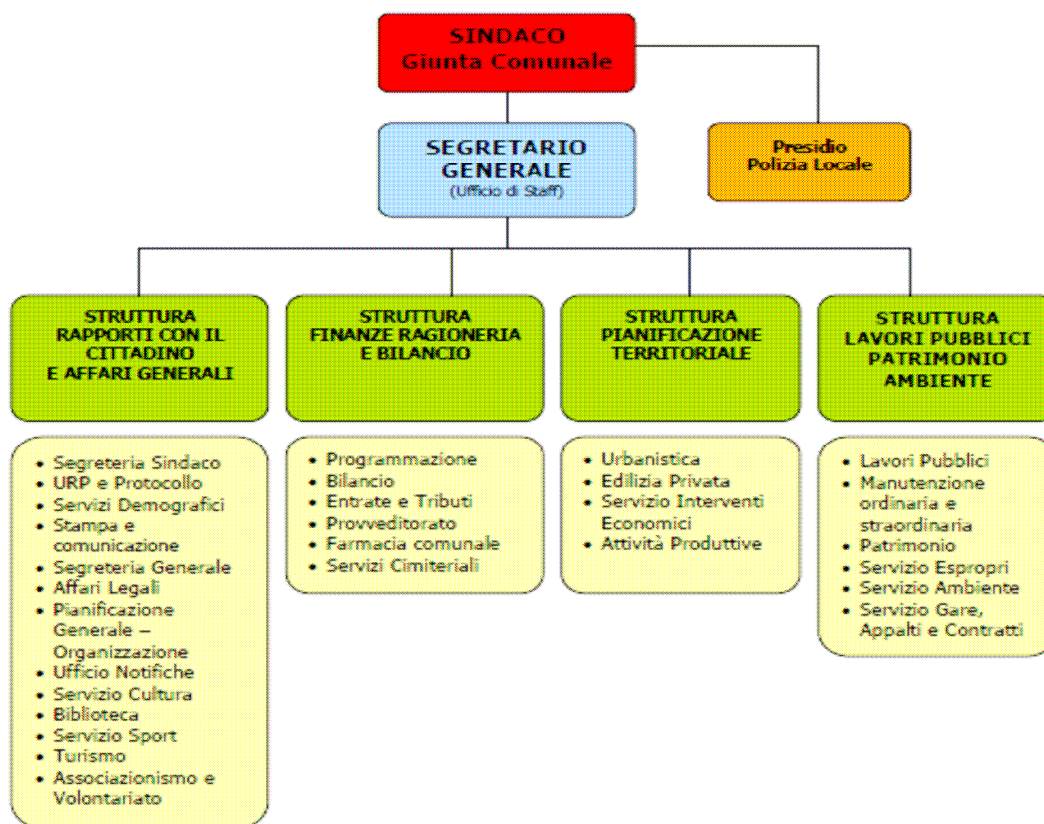 SINDACO
Giunta Comunale
SEGRETARIO
GENERALE
(Ufficio di Staff)
Presidio
Polizia Locale
STRUTTURA
RAPPORTI CON IL
CITTADINO
E AFFARI GENERALI
STRUTTURA
FINANZE RAGIONERIA
E BILANCIO
STRUTTURA
PIANIFICAZIONE
TERRITORIALE
STRUTTURA
LAVORI PUBBLICI
PATRIMONIO
AMBIENTE
• Segreteria Sindaco
• URP e Protocollo
• Servizi Demografici
• Stampa e
comunicazione
• Segreteria Generale
• Affari Legali
• Pianificazione
Generale –
Organizzazione
• Ufficio Notifiche
• Servizio Cultura
• Biblioteca
• Servizio Sport
• Turismo
• Associazionismo e
Volontariato
• Programmazione
• Bilancio
• Entrate e Tributi
• Provveditorato
• Farmacia comunale
• Servizi Cimiteriali
• Urbanistica
• Edilizia Privata
• Servizio Interventi
Economici
• Attività Produttive
• Lavori Pubblici
• Manutenzione
ordinaria e
straordinaria
• Patrimonio
• Servizio Espropri
• Servizio Ambiente
• Servizio Gare,
Appalti e Contratti